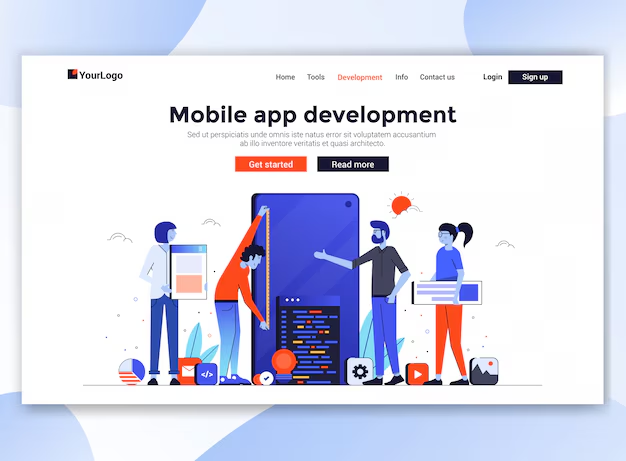 YourLogo
Home Tools Development Info Contact us Login Sign up
Mobile app development
Sed ut perspiciatis unde omnis iste natus error sit voluptatem accusantium
ab illo inventore veritatis et quasi architecto.
Get started Read more
</>